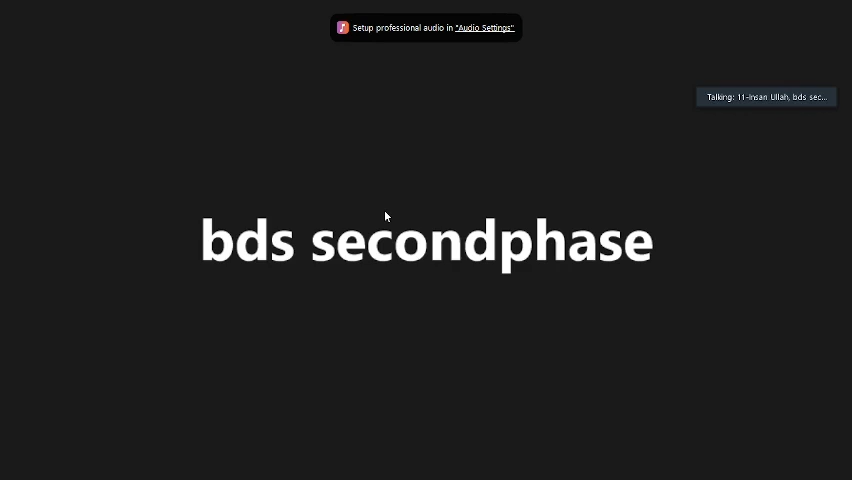 Setup professional audio in "Audio Settings"
Talking: 11-Insan Ullah, bds sec...
bds secondphase